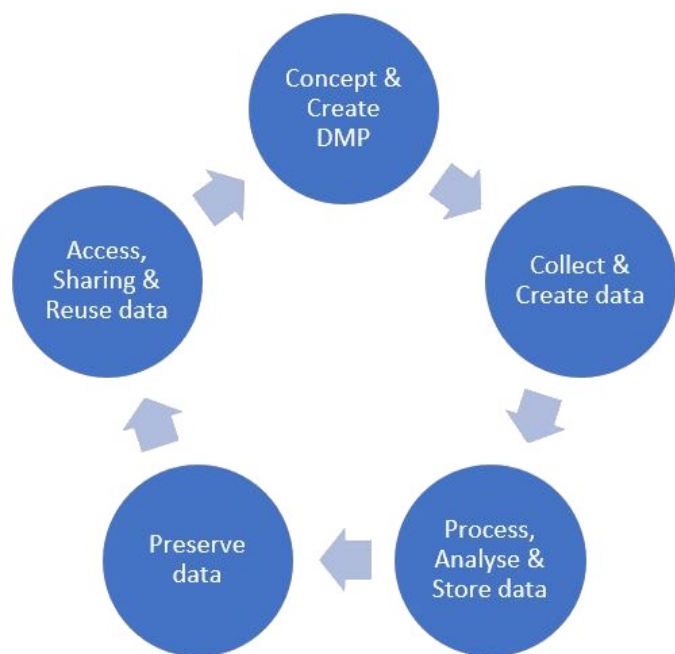 Concept &
Create
DMP
Collect &
Create data
Process,
Analyse &
Store data
Preserve
data
Access,
Sharing &
Reuse data